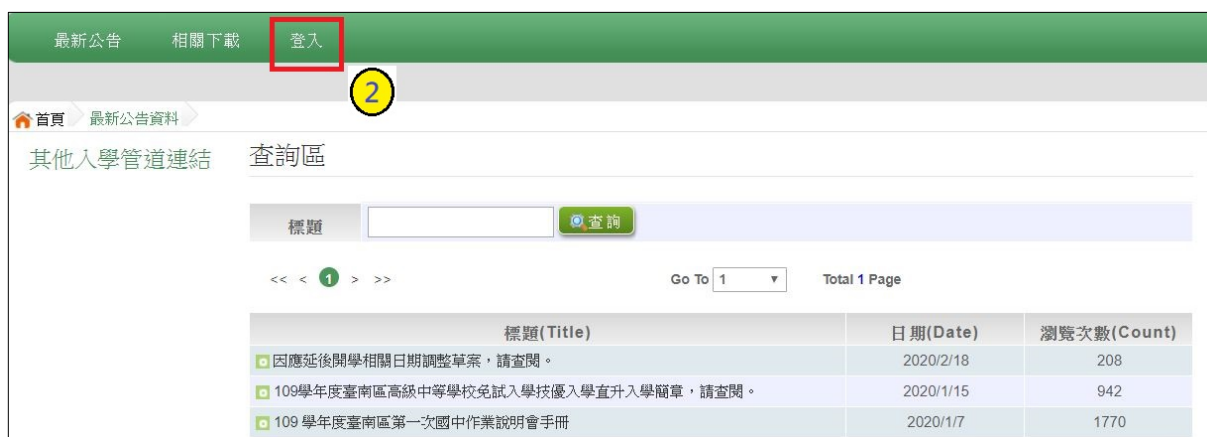 最新公告 相關下載 登入
2
首頁 最新公告資料
其他入學管道連結 查詢區
標題 查詢
<< < 1 > >> Go To 1 Total 1 Page
標題(Title) 日期(Date) 瀏覽次數(Count)
因應延後開學相關日期調整草案，請查閱。 2020/2/18 208
109學年度臺南區高級中等學校免試入學技優入學直升入學簡章，請查閱。 2020/1/15 942
109 學年度臺南區第一次國中作業說明會手冊 2020/1/7 1770